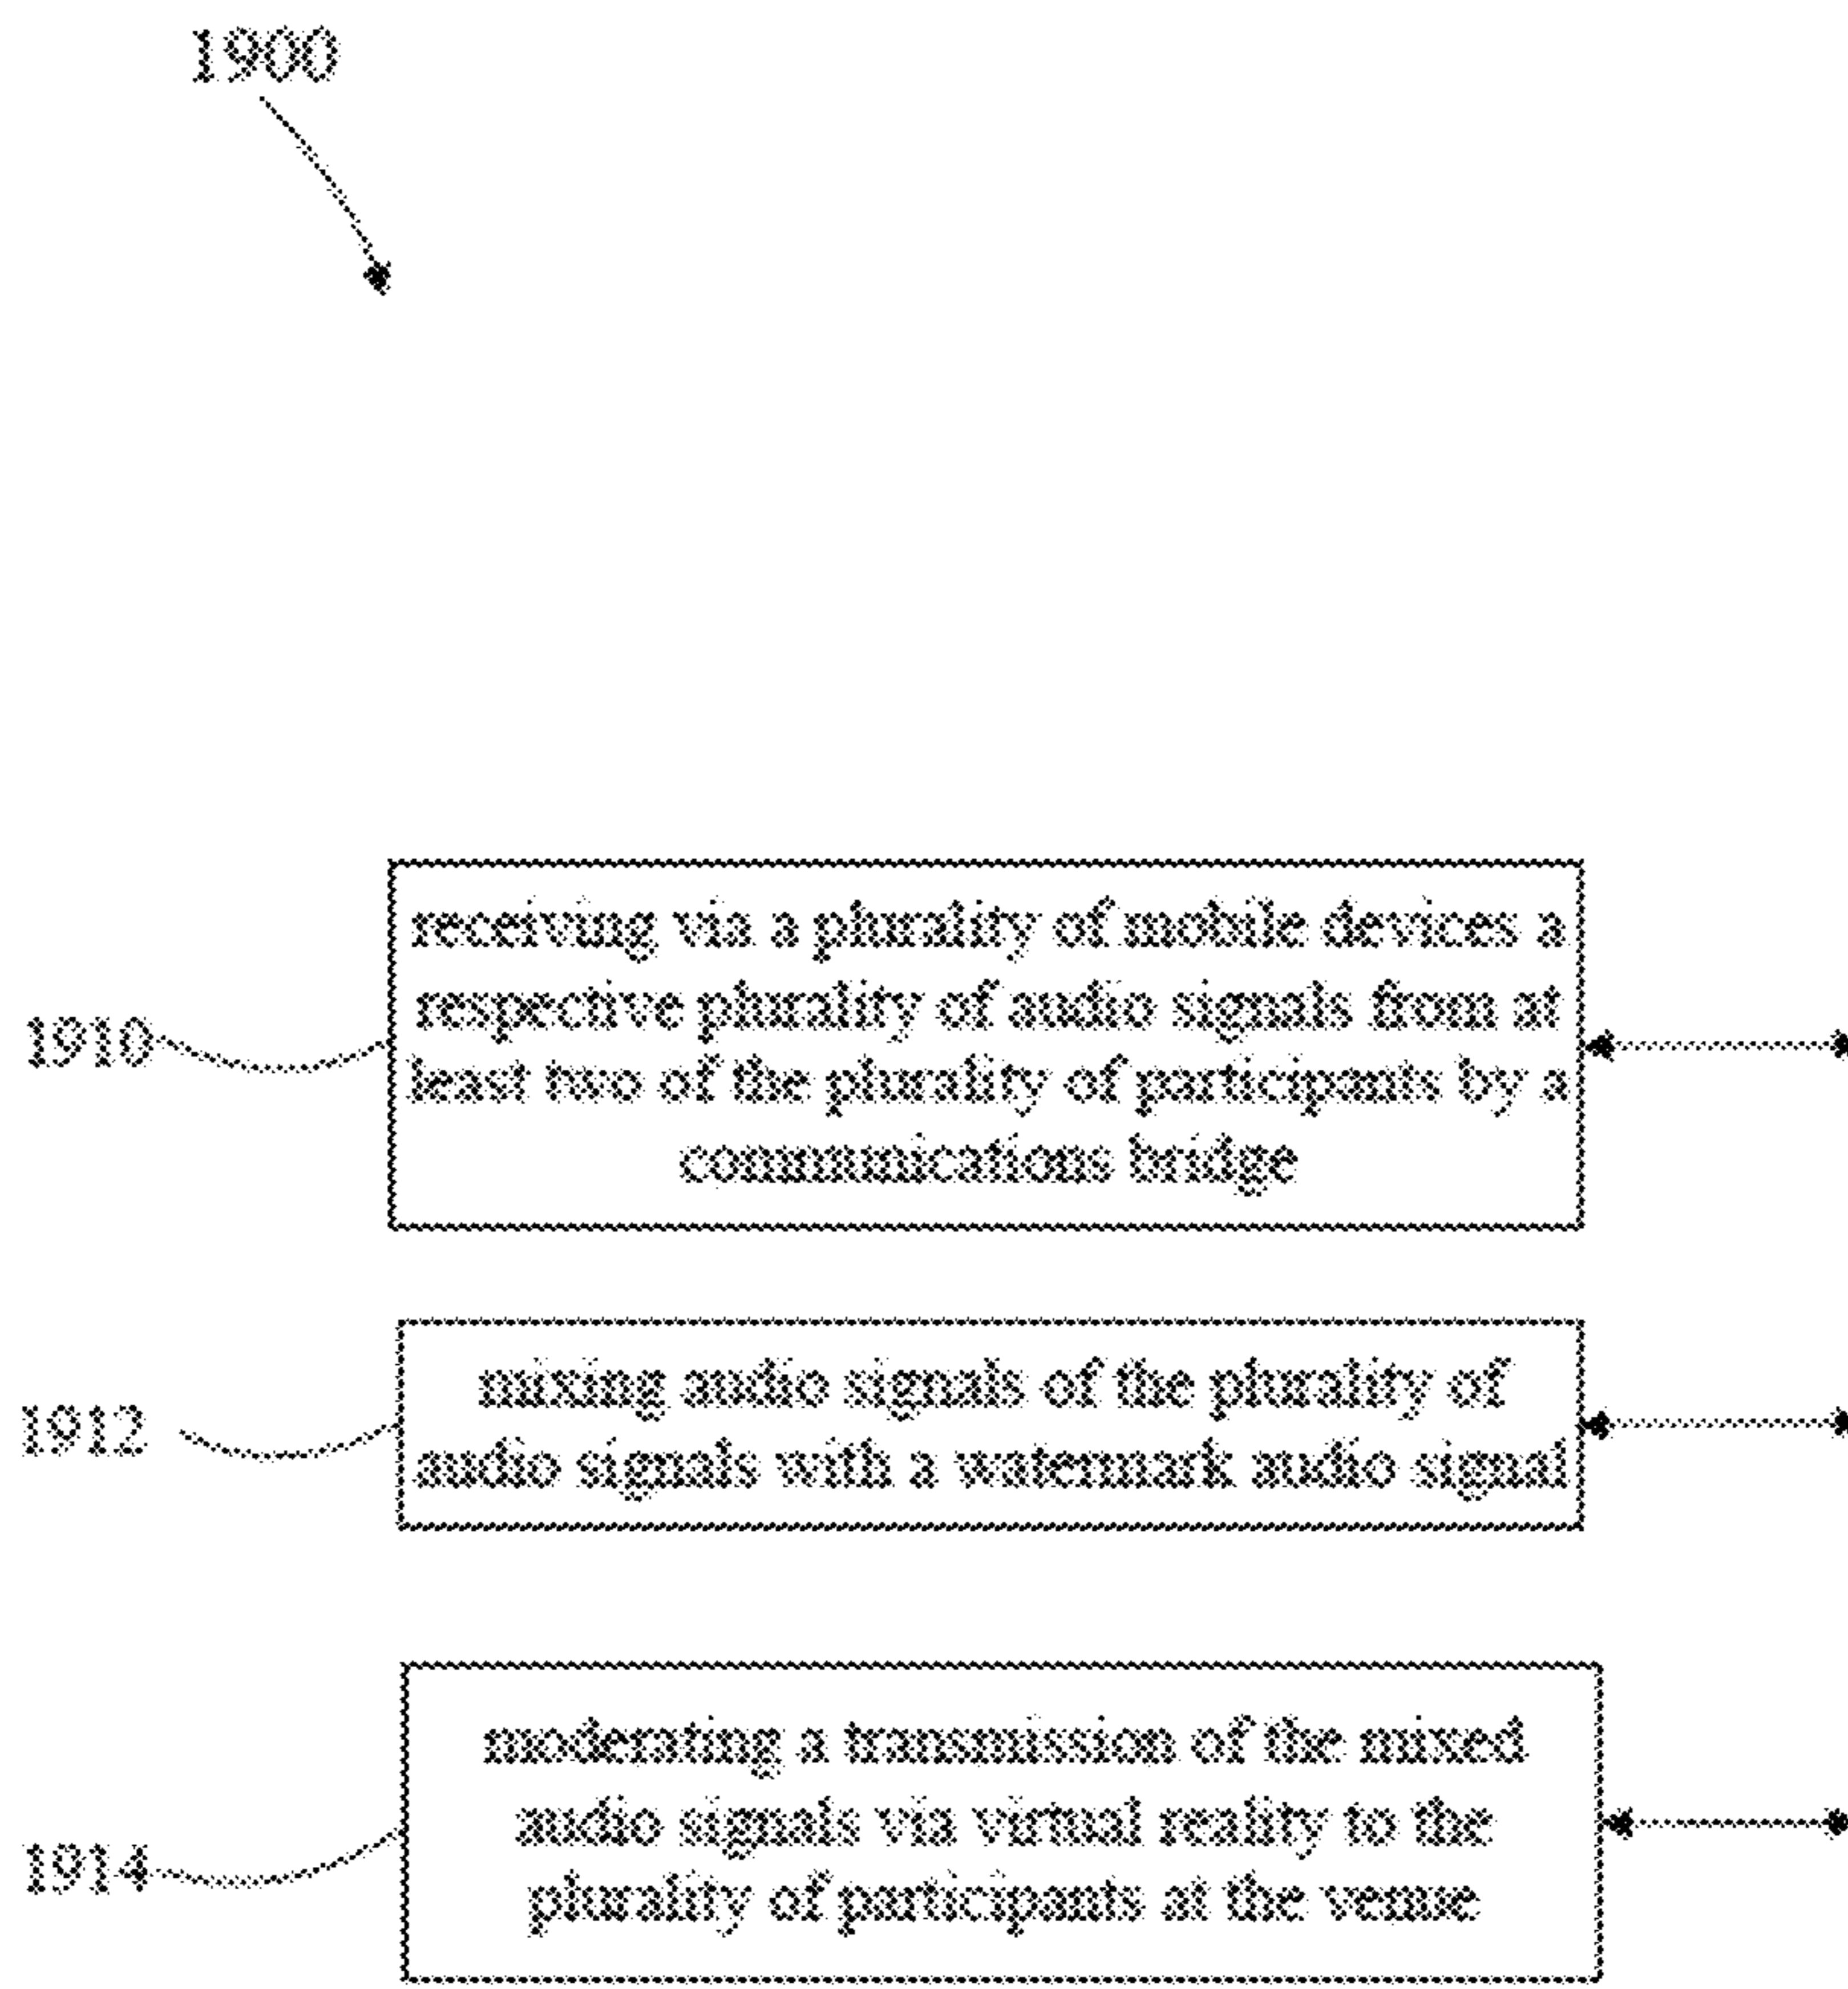 1900
receiving via a plurality of mobile devices a
respective plurality of audio signals from at
least two of the plurality of participants by a
communications bridge
1910
mixing audio signals of the plurality of
audio signals with a watermark audio signal
1912
moderating a transmission of the mixed
audio signals via virtual reality to the
plurality of participants at the venue
1914